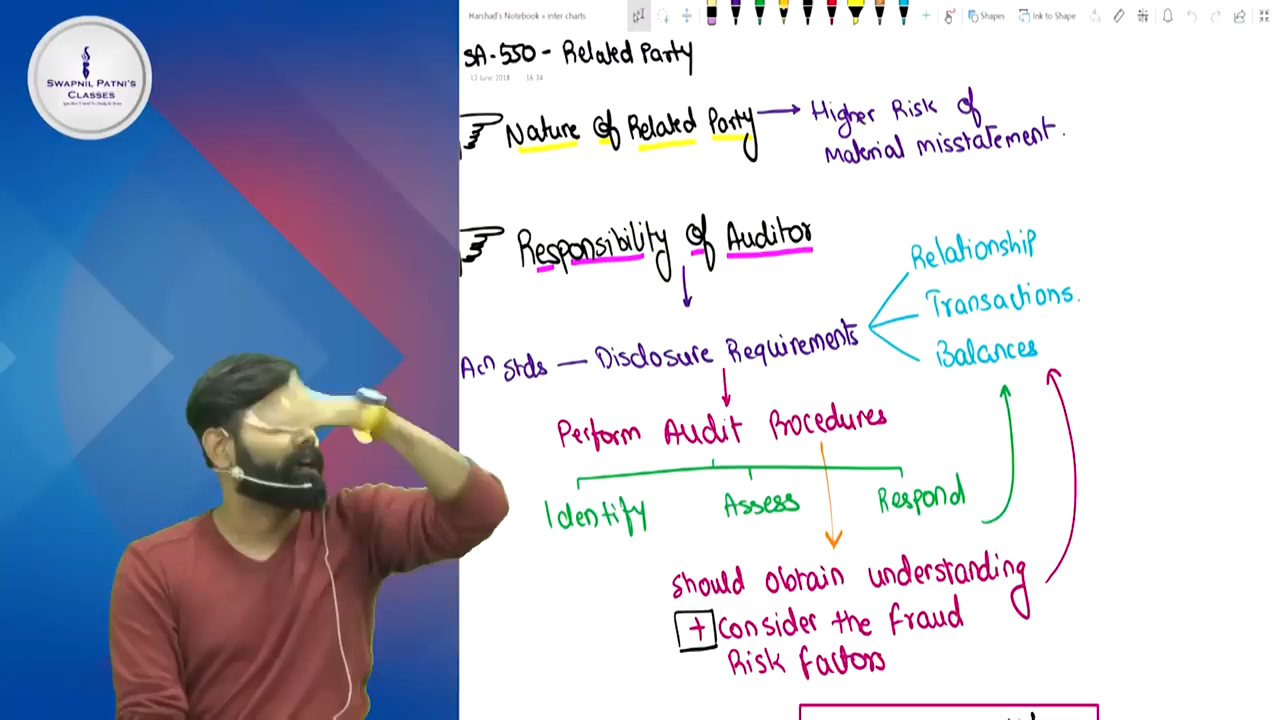 SWAPNIL PATNI'S
CLASSES
Harshad's Notebook » inter charts
Shapes
Ink to Shape
SA-550 - Related Party
12 June 2018 16:14
Nature of Related Party
Higher Risk of
Material misstatement.
Responsibility of Auditor
Relationship
Transactions.
Balances
Acn Stds — Disclosure Requirements
Perform Audit Procedures
Identify
Assess
Respond
Should obtain understanding
+ Consider the fraud
Risk factors